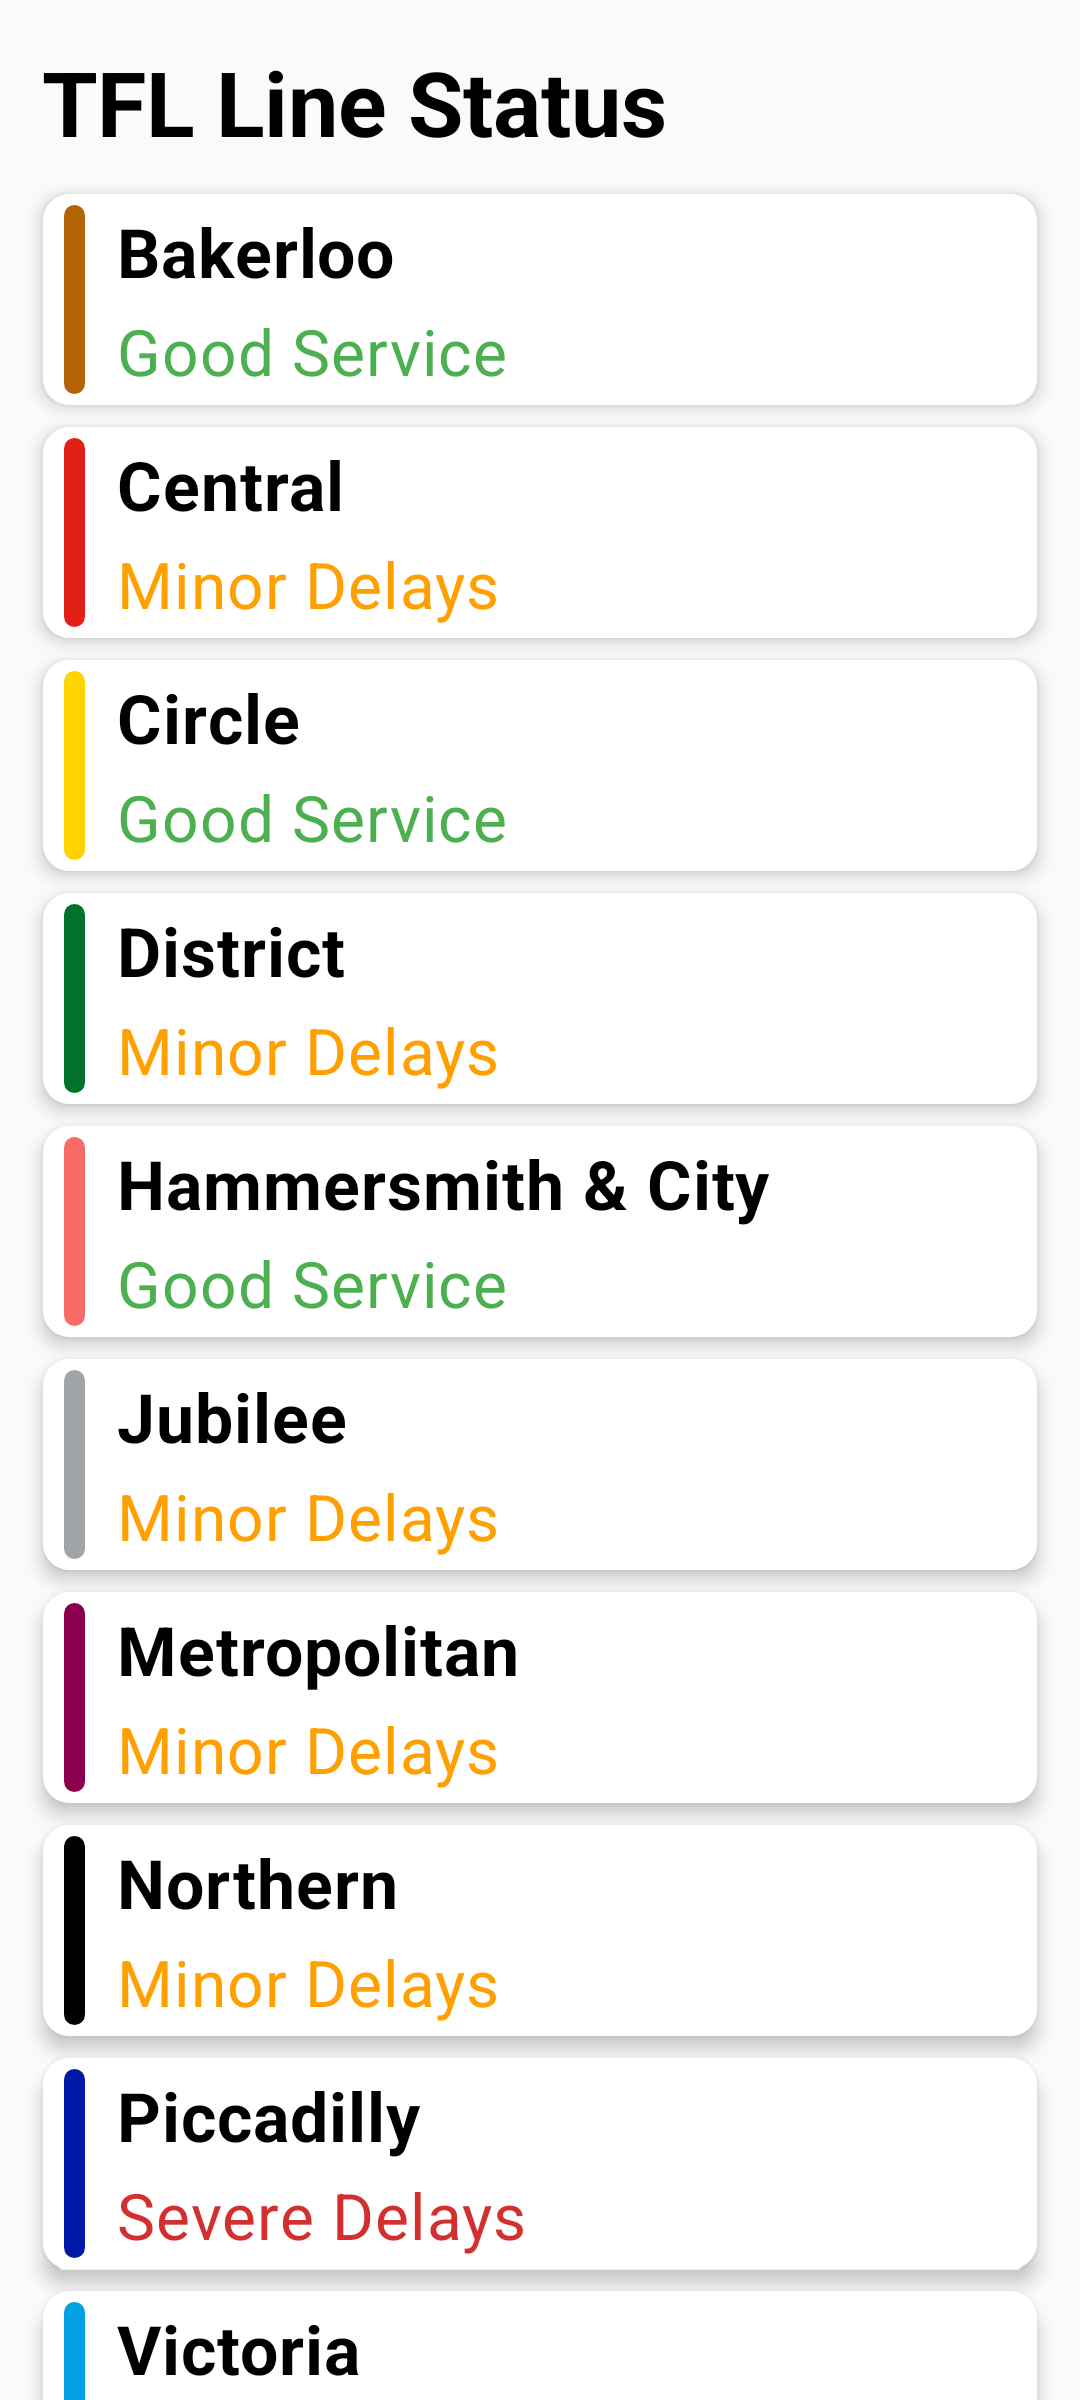 TFL Line Status
Bakerloo
Good Service
Central
Minor Delays
Circle
Good Service
District
Minor Delays
Hammersmith & City
Good Service
Jubilee
Minor Delays
Metropolitan
Minor Delays
Northern
Minor Delays
Piccadilly
Severe Delays
Victoria